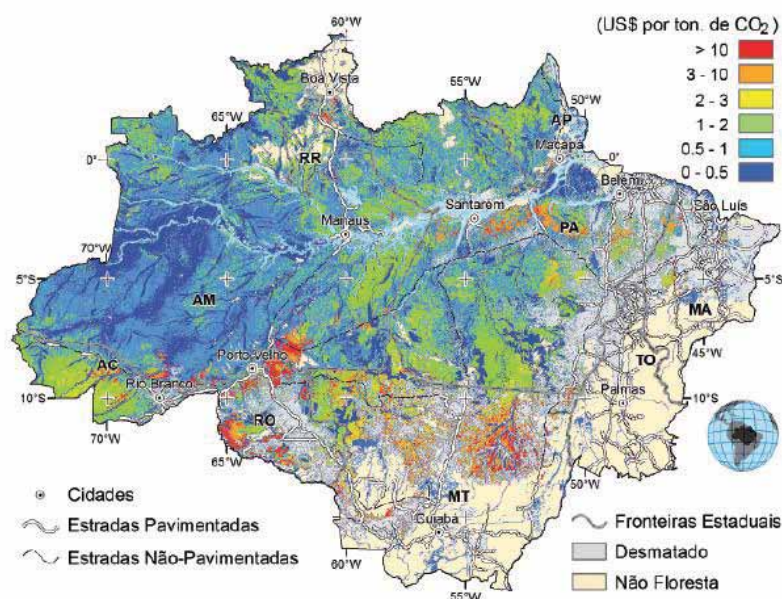 (US$ por ton. de CO₂)
> 10
3 - 10
2 - 3
1 - 2
0.5 - 1
0 - 0.5
60°W
Boa Vista
55°W
50°W
65°W
AP
RR
Macapá
0°
0°
Belém
Santarém
São Luís
Manaus
PA
70°W
5°S
5°S
AM
MA
45°W
Porto Velho
AC
TO
Rio Branco
Palmas
10°S
10°S
70°W
RO
65°W
50°W
MT
Cuiabá
60°W
55°W
Cidades
Estradas Pavimentadas
Estradas Não-Pavimentadas
Fronteiras Estaduais
Desmatado
Não Floresta